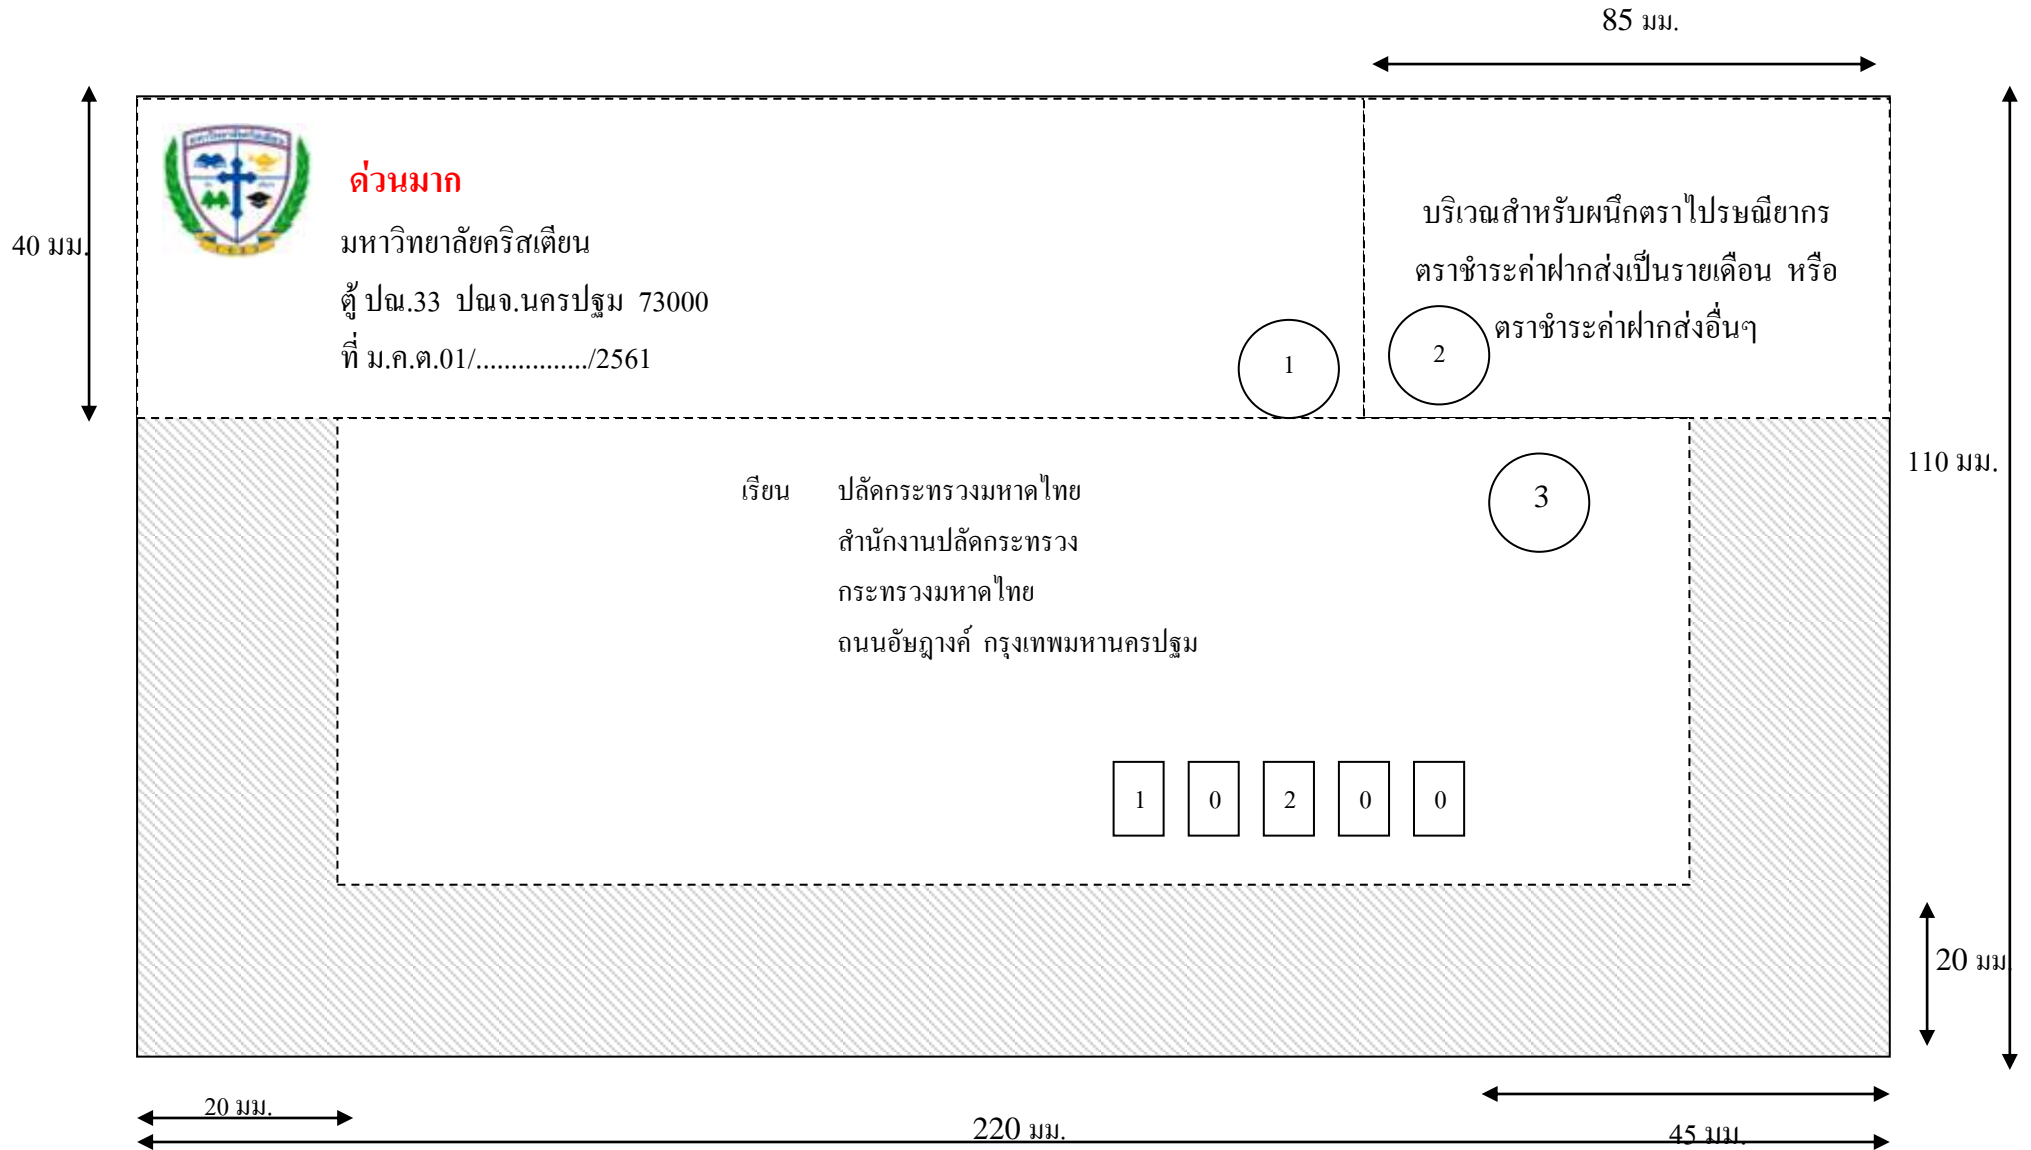 85 มม.
ด่วนมาก
มหาวิทยาลัยคริสเตียน
ตู้ ปณ.33 ปณจ.นครปฐม 73000
ที่ ม.ค.ต.01/................/2561
40 มม.
บริเวณสำหรับผนึกตราไปรษณียากร
ตราชำระค่าฝากส่งเป็นรายเดือน หรือ
ตราชำระค่าฝากส่งอื่นๆ
1
2
3
110 มม.
เรียน ปลัดกระทรวงมหาดไทย
สำนักงานปลัดกระทรวง
กระทรวงมหาดไทย
ถนนอัษฎางค์ กรุงเทพมหานครปฐม
1 0 2 0 0
20 มม.
20 มม.
220 มม.
45 มม.